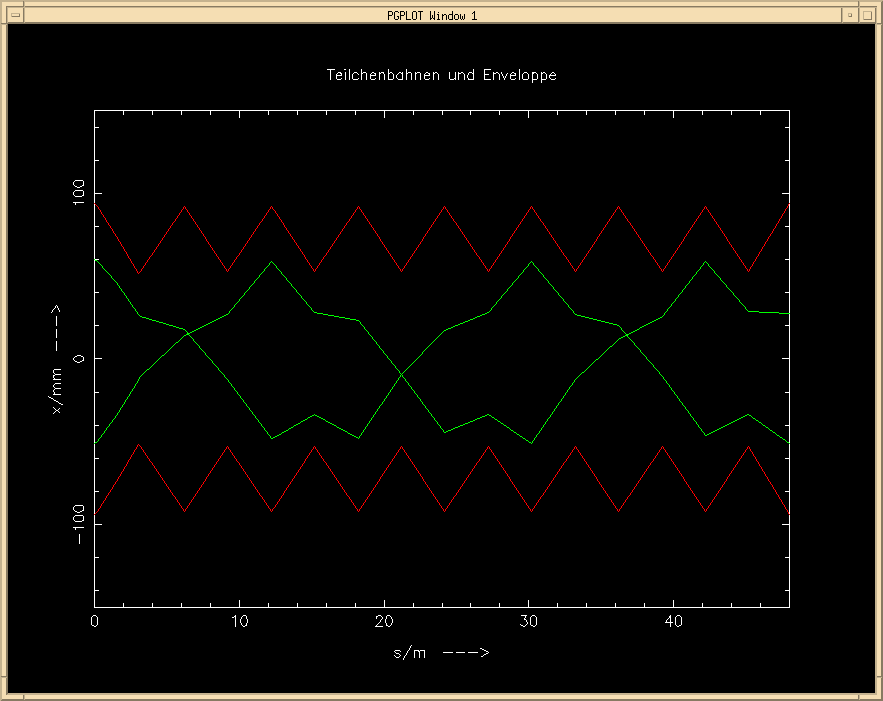 PGPLOT Window 1
Teilchenbahnen und Enveloppe
100
0
-100
x/mm --->
0 10 20 30 40
s/m --->